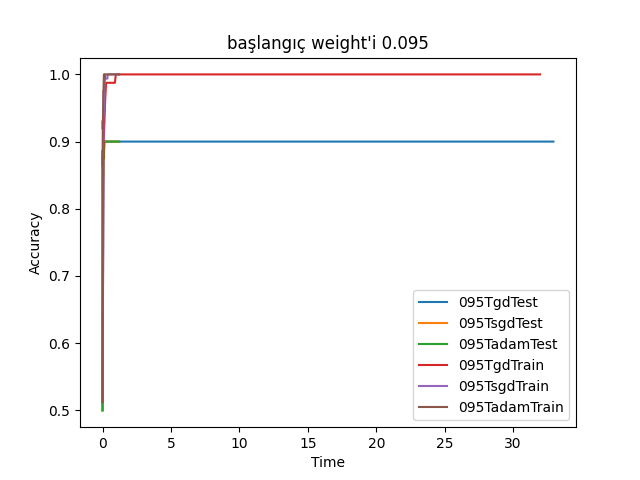 başlangıç weight'i 0.095
Accuracy
1.0
0.9
0.8
0.7
0.6
0.5
0 5 10 15 20 25 30
Time
095TgdTest
095TsgdTest
095TadamTest
095TgdTrain
095TsgdTrain
095TadamTrain